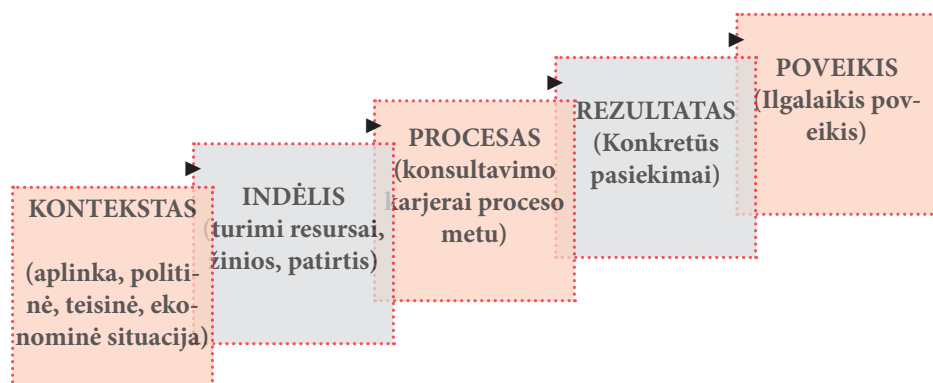 KONTEKSTAS
(aplinka, politi-
nė, teisinė, eko-
nominė situacija)
INDĖLIS
(turimi resursai,
žinios, patirtis)
PROCESAS
(konsultavimo
karjerai proceso
metu)
REZULTATAS
(Konkretūs
pasiekimai)
POVEIKIS
(Ilgalaikis pov-
eikis)